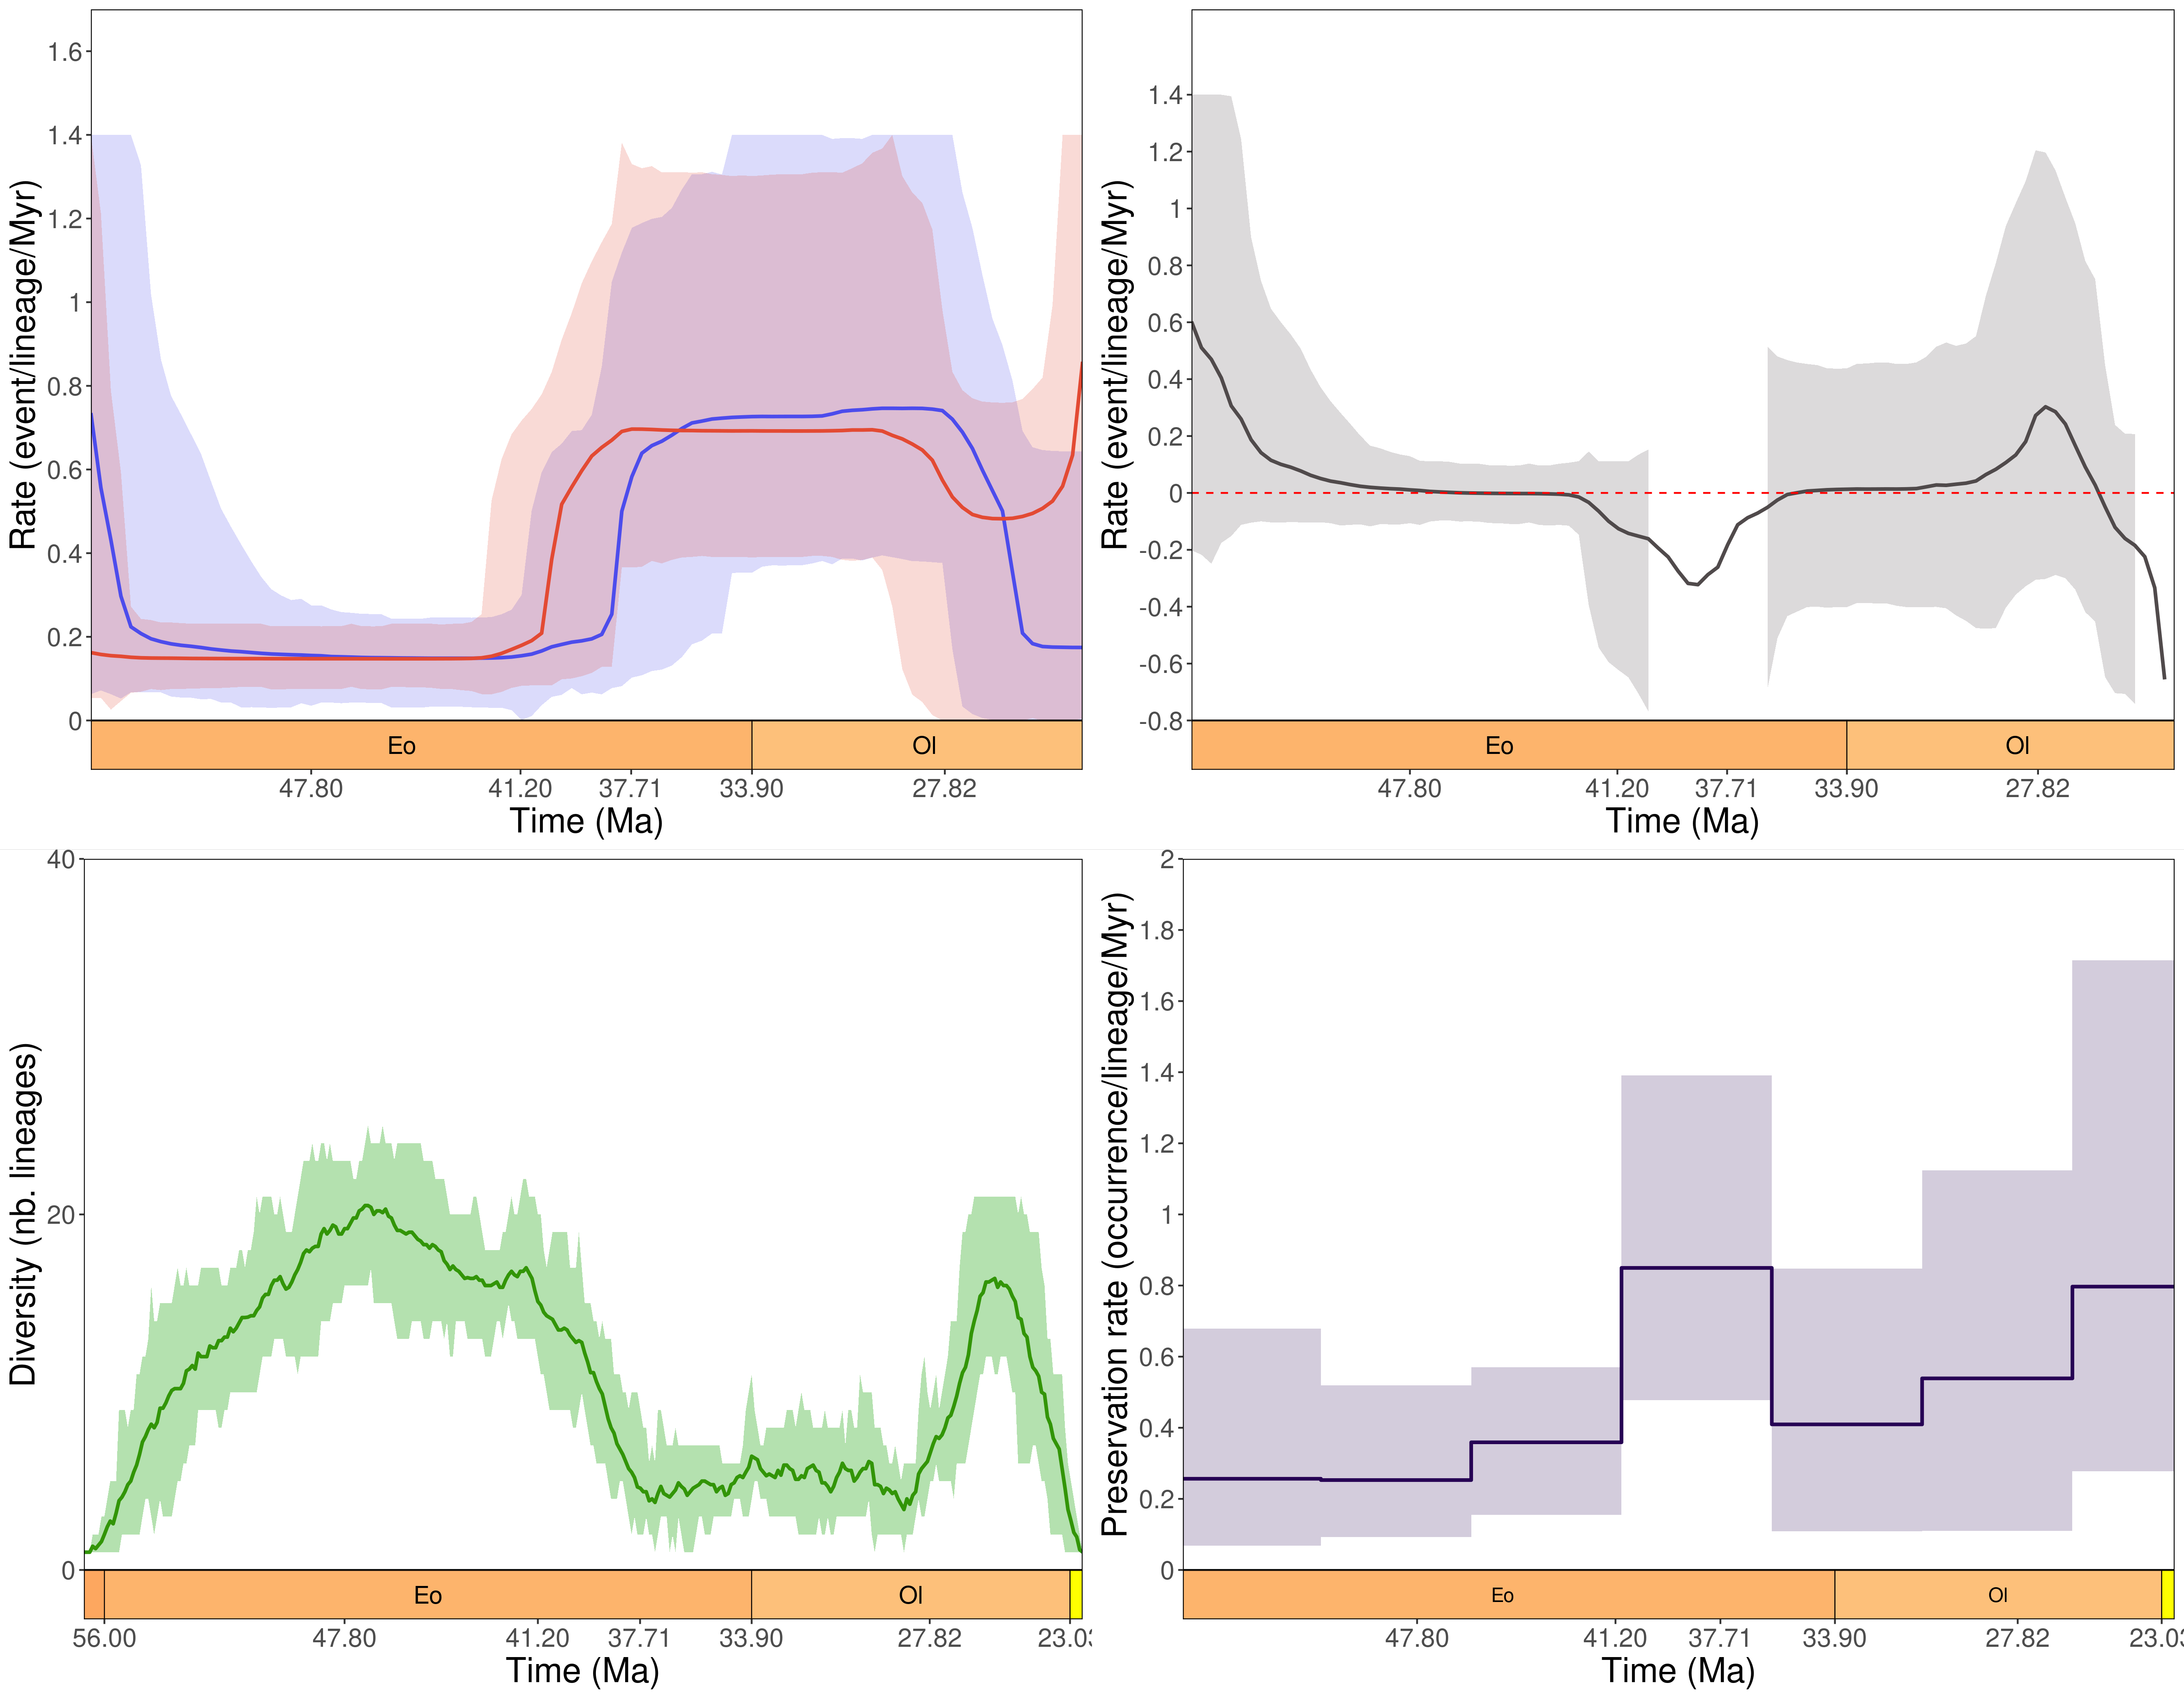 Rate (event/lineage/Myr)
1.6
1.4
1.2
1
0.8
0.6
0.4
0.2
0
Eo Ol
47.80 41.20 37.71 33.90 27.82
Time (Ma)
Rate (event/lineage/Myr)
1.4
1.2
1
0.8
0.6
0.4
0.2
0
-0.2
-0.4
-0.6
-0.8
Eo Ol
47.80 41.20 37.71 33.90 27.82
Time (Ma)
Diversity (nb. lineages)
40
20
0
Eo Ol
56.00 47.80 41.20 37.71 33.90 27.82 23.03
Time (Ma)
Preservation rate (occurrence/lineage/Myr)
2
1.8
1.6
1.4
1.2
1
0.8
0.6
0.4
0.2
0
Eo Ol
47.80 41.20 37.71 33.90 27.82 23.03
Time (Ma)